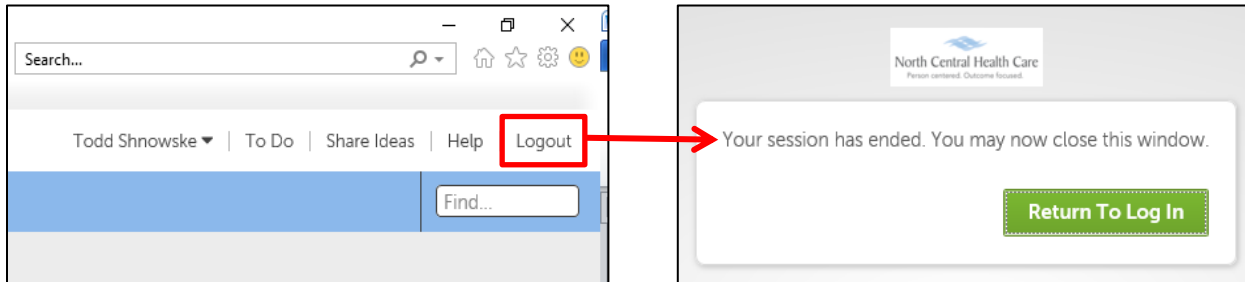 Search...
Todd Shnowske | To Do | Share Ideas | Help Logout
Find...
North Central Health Care
Person centered. Outcome focused.
Your session has ended. You may now close this window.
Return To Log In